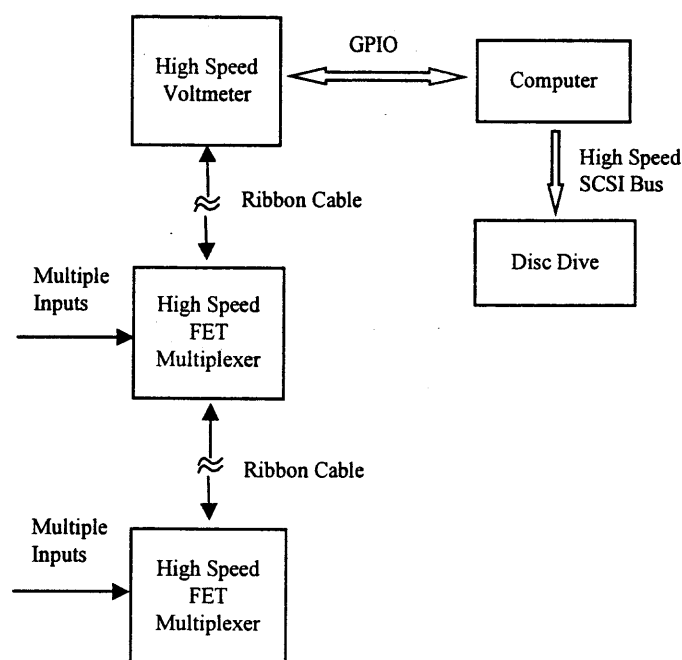 GPIO
High Speed
Voltmeter
Computer
High Speed
SCSI Bus
Ribbon Cable
Disc Dive
Multiple
Inputs
High Speed
FET
Multiplexer
Ribbon Cable
Multiple
Inputs
High Speed
FET
Multiplexer